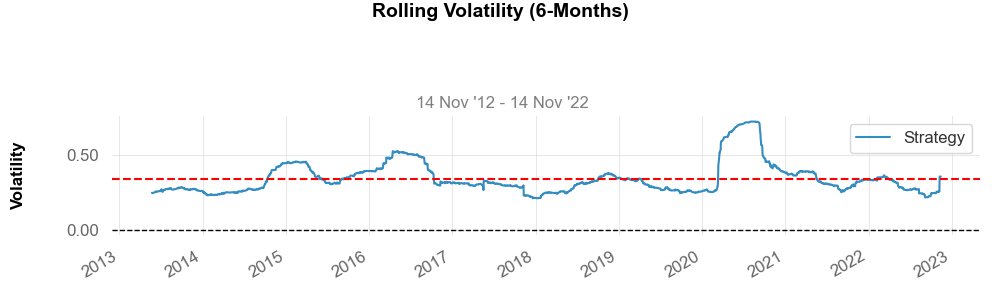 Rolling Volatility (6-Months)
14 Nov '12 - 14 Nov '22
Strategy
Volatility
0.50
0.00
2013 2014 2015 2016 2017 2018 2019 2020 2021 2022 2023